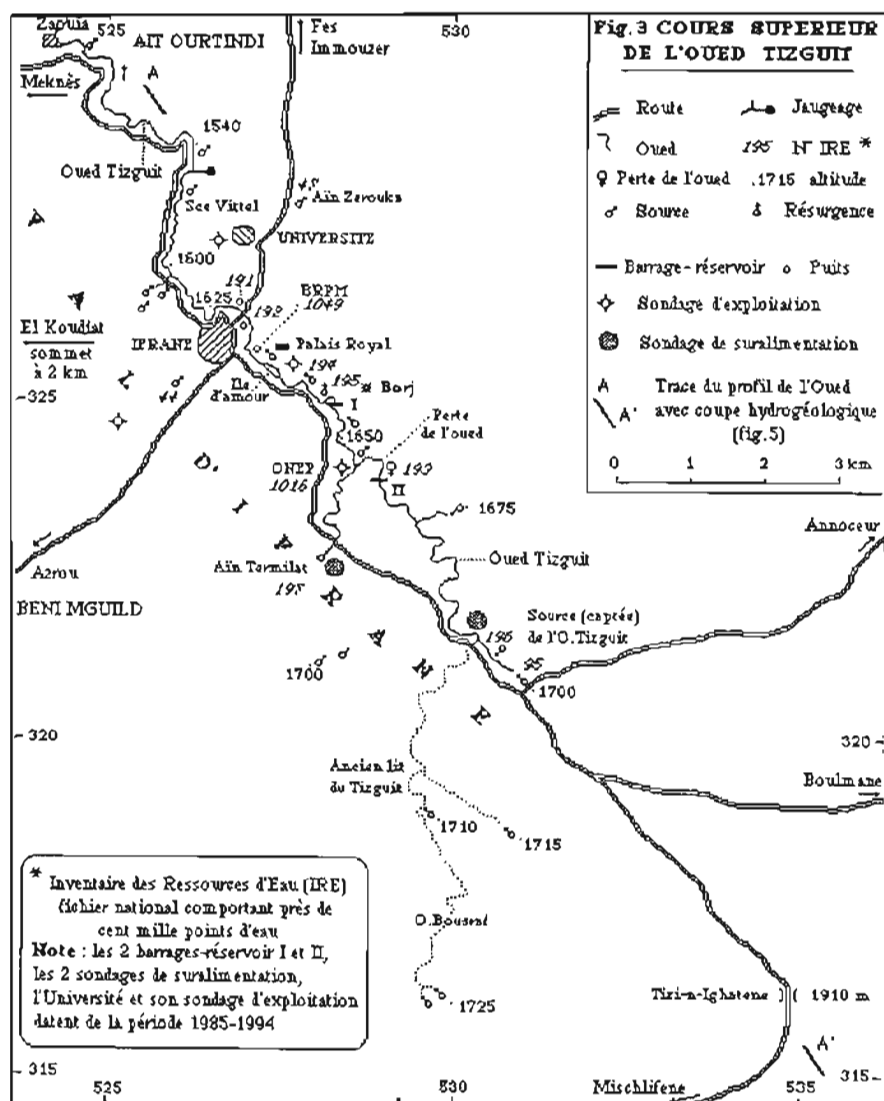 Fig. 3 COURS SUPERIEUR
DE L'OUED TIZGUIT
Route
Jaugeage
Oued
195 N° IRE *
Perte de l'oued
.1715 altitude
Source
Résurgence
Barrage-réservoir
Puits
Sondage d'exploitation
Sondage de suralimentation
A
A'
Trace du profil de l'Oued
avec coupe hydrogéologique
(fig.5)
0 1 2 3 km
525
530
Zaouia
AIT OURTINDI
Fes
Immouzer
Meknès
A
1540
Oued Tizguit
See Vittel
Aïn Zerouka
UNIVERSITE
1600
191
1625
BRPM
1049
192
El Koudiat
sommet
à 2 km
IFRANE
Palais Royal
194
Ile
d'amour
195 * Borj
I
325
44
1650
Perte
de l'oued
ONEP
1016
193
II
1675
Annoceur
Oued Tizguit
Azrou
Aïn Termilat
BENI MGUILD
Source (captée)
de l'O. Tizguit
196
95
1700
1700
L D. I R A N E
320
320
Boulmane
Ancien lit
du Tizguit
1710
1715
O. Bousral
1725
Tizi-n-Ighatene
1910 m
A'
* Inventaire des Ressources d'Eau (IRE)
fichier national comportant près de
cent mille points d'eau
Note : les 2 barrages-réservoir I et II,
les 2 sondages de suralimentation,
l'Université et son sondage d'exploitation
datent de la période 1985-1994
315
315
Mischlifene
525
530
535